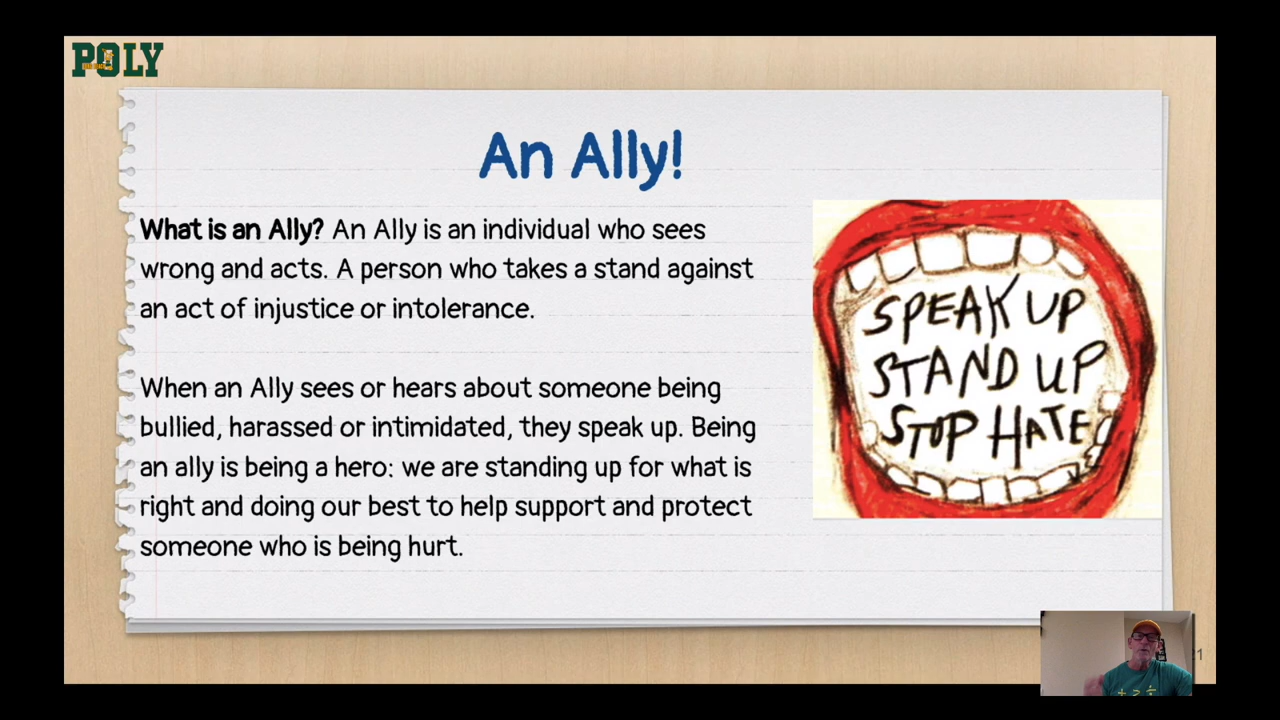 POLY
An Ally!
What is an Ally? An Ally is an individual who sees
wrong and acts. A person who takes a stand against
an act of injustice or intolerance.
When an Ally sees or hears about someone being
bullied, harassed or intimidated, they speak up. Being
an ally is being a hero: we are standing up for what is
right and doing our best to help support and protect
someone who is being hurt.
SPEAK UP
STAND UP
STOP HATE
21